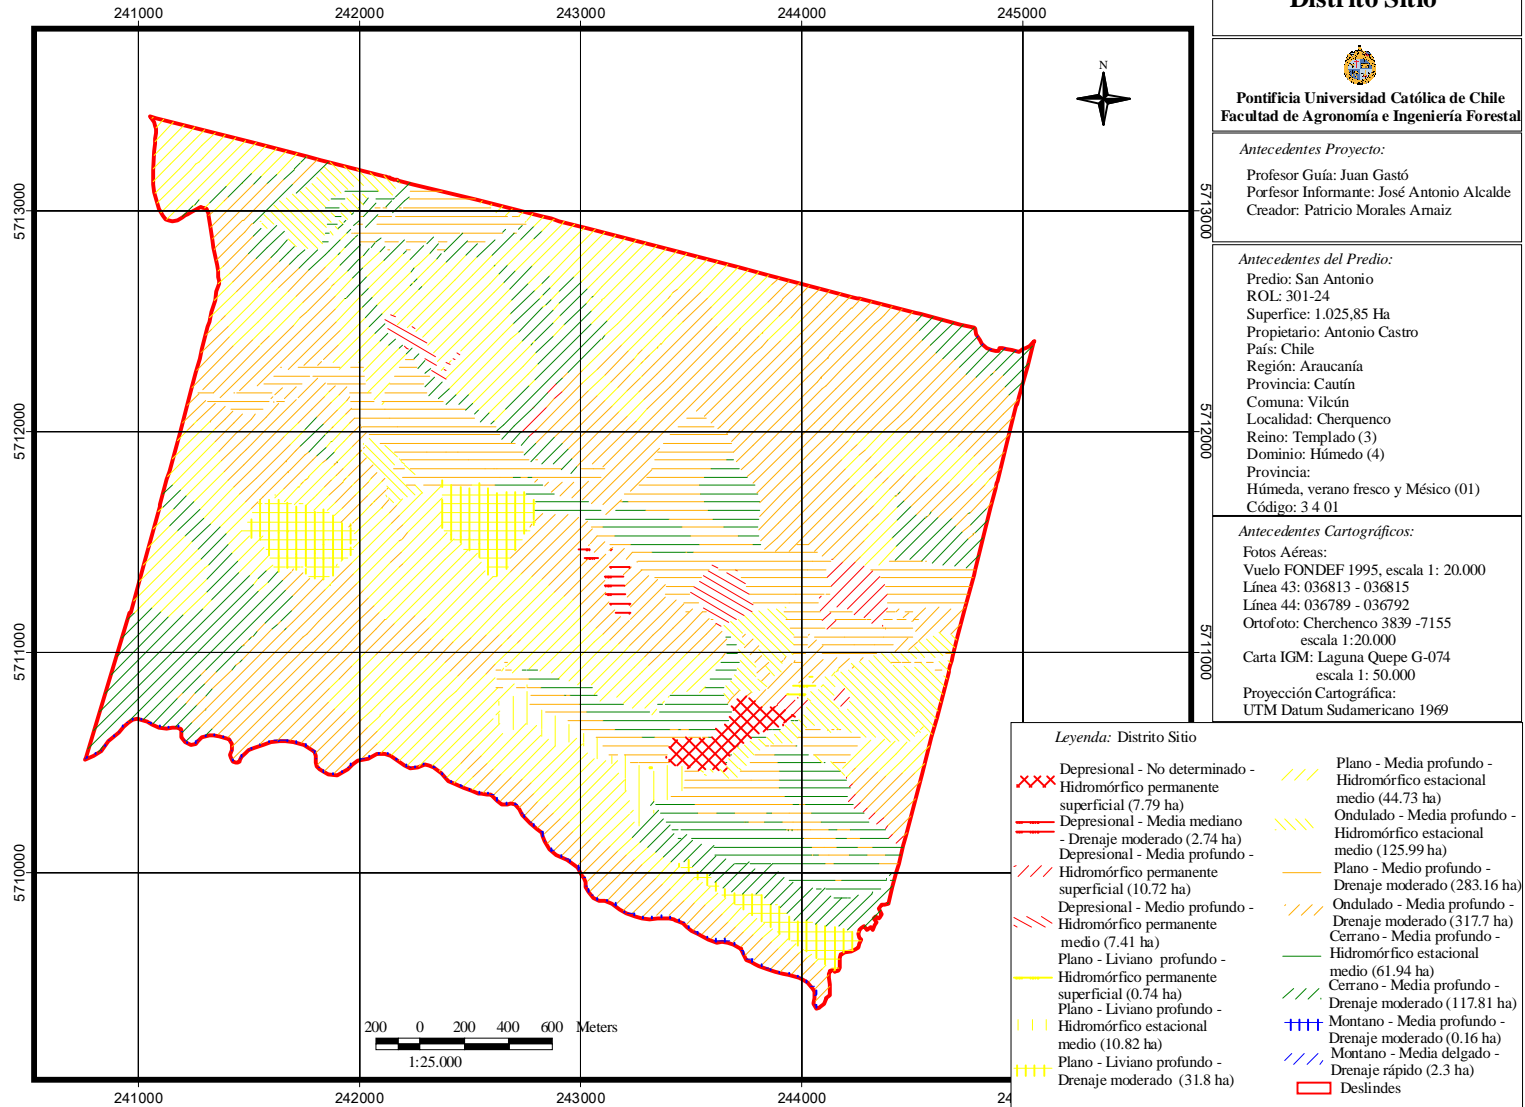 241000
242000
243000
244000
245000
5713000
5712000
5711000
5710000
5713000
5712000
5711000
241000
242000
243000
244000
24
N
200 0 200 400 600 Meters
1:25.000
Distrito Sitio
Pontificia Universidad Católica de Chile
Facultad de Agronomía e Ingeniería Forestal
Antecedentes Proyecto:
Profesor Guía: Juan Gastó
Porfesor Informante: José Antonio Alcalde
Creador: Patricio Morales Arnaiz
Antecedentes del Predio:
Predio: San Antonio
ROL: 301-24
Superfice: 1.025,85 Ha
Propietario: Antonio Castro
País: Chile
Región: Araucanía
Provincia: Cautín
Comuna: Vilcún
Localidad: Cherquenco
Reino: Templado (3)
Dominio: Húmedo (4)
Provincia:
Húmeda, verano fresco y Mésico (01)
Código: 3 4 01
Antecedentes Cartográficos:
Fotos Aéreas:
Vuelo FONDEF 1995, escala 1: 20.000
Línea 43: 036813 - 036815
Línea 44: 036789 - 036792
Ortofoto: Cherchenco 3839 -7155
escala 1:20.000
Carta IGM: Laguna Quepe G-074
escala 1: 50.000
Proyección Cartográfica:
UTM Datum Sudamericano 1969
Leyenda: Distrito Sitio
Depresional - No determinado -
Hidromórfico permanente
superficial (7.79 ha)
Depresional - Media mediano
- Drenaje moderado (2.74 ha)
Depresional - Media profundo -
Hidromórfico permanente
superficial (10.72 ha)
Depresional - Medio profundo -
Hidromórfico permanente
medio (7.41 ha)
Plano - Liviano profundo -
Hidromórfico permanente
superficial (0.74 ha)
Plano - Liviano profundo -
Hidromórfico estacional
medio (10.82 ha)
Plano - Liviano profundo -
Drenaje moderado (31.8 ha)
Plano - Media profundo -
Hidromórfico estacional
medio (44.73 ha)
Ondulado - Media profundo -
Hidromórfico estacional
medio (125.99 ha)
Plano - Media profundo -
Drenaje moderado (283.16 ha)
Ondulado - Media profundo -
Drenaje moderado (317.7 ha)
Cerrano - Media profundo -
Hidromórfico estacional
medio (61.94 ha)
Cerrano - Media profundo -
Drenaje moderado (117.81 ha)
Montano - Media profundo -
Drenaje moderado (0.16 ha)
Montano - Media delgado -
Drenaje rápido (2.3 ha)
Deslindes